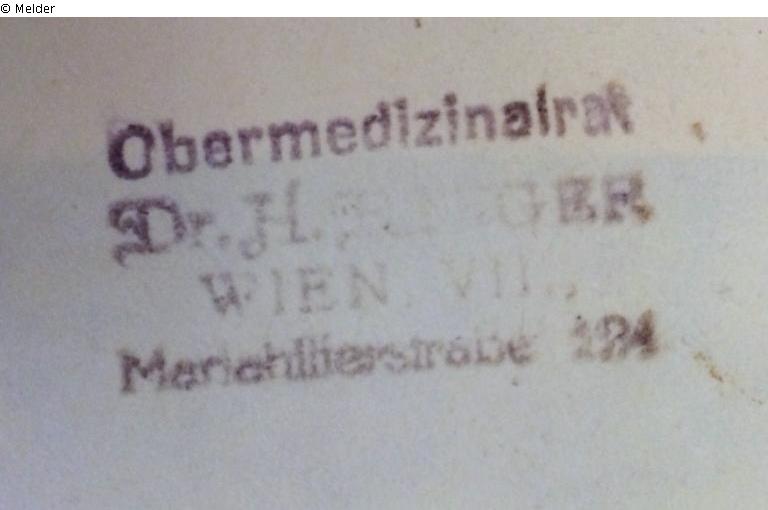 © Melder
Obermedizinalrat
Dr. H.
WIEN, VII.,
Mariahilferstraße 124